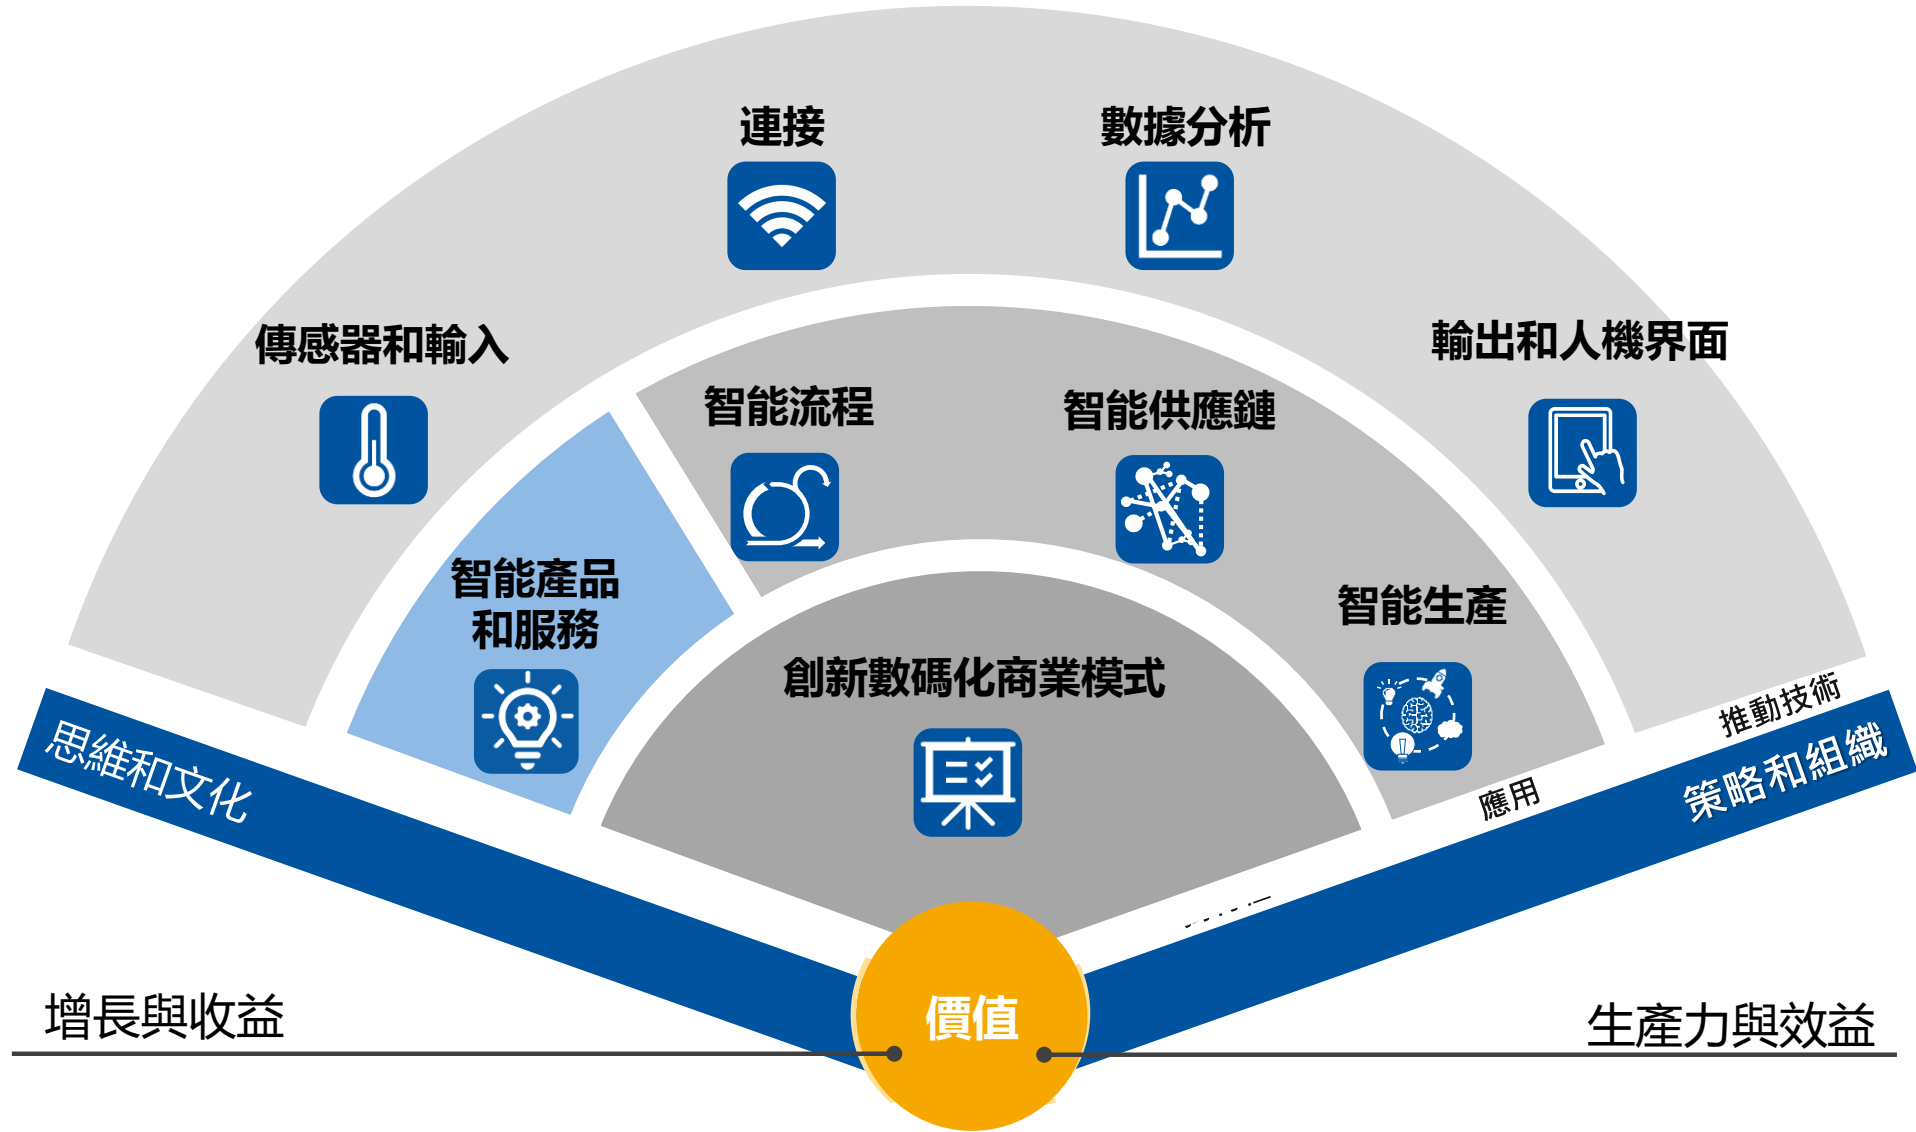 連接
數據分析
傳感器和輸入
輸出和人機界面
智能流程
智能供應鏈
智能產品
和服務
智能生產
創新數碼化商業模式
推動技術
應用
思維和文化
策略和組織
價值
增長與收益
生產力與效益